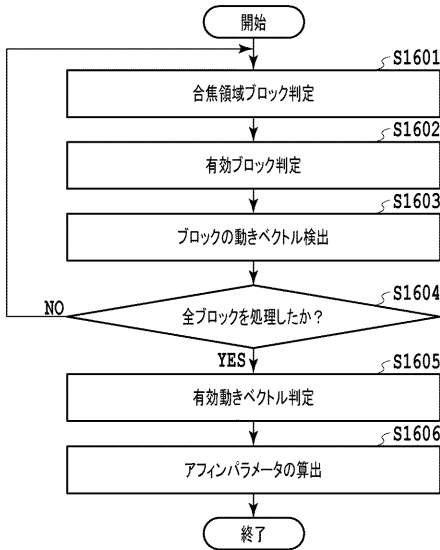 開始
S1601
合焦領域ブロック判定
S1602
有効ブロック判定
S1603
ブロックの動きベクトル検出
S1604
全ブロックを処理したか？
NO
YES
S1605
有効動きベクトル判定
S1606
アフィンパラメータの算出
終了